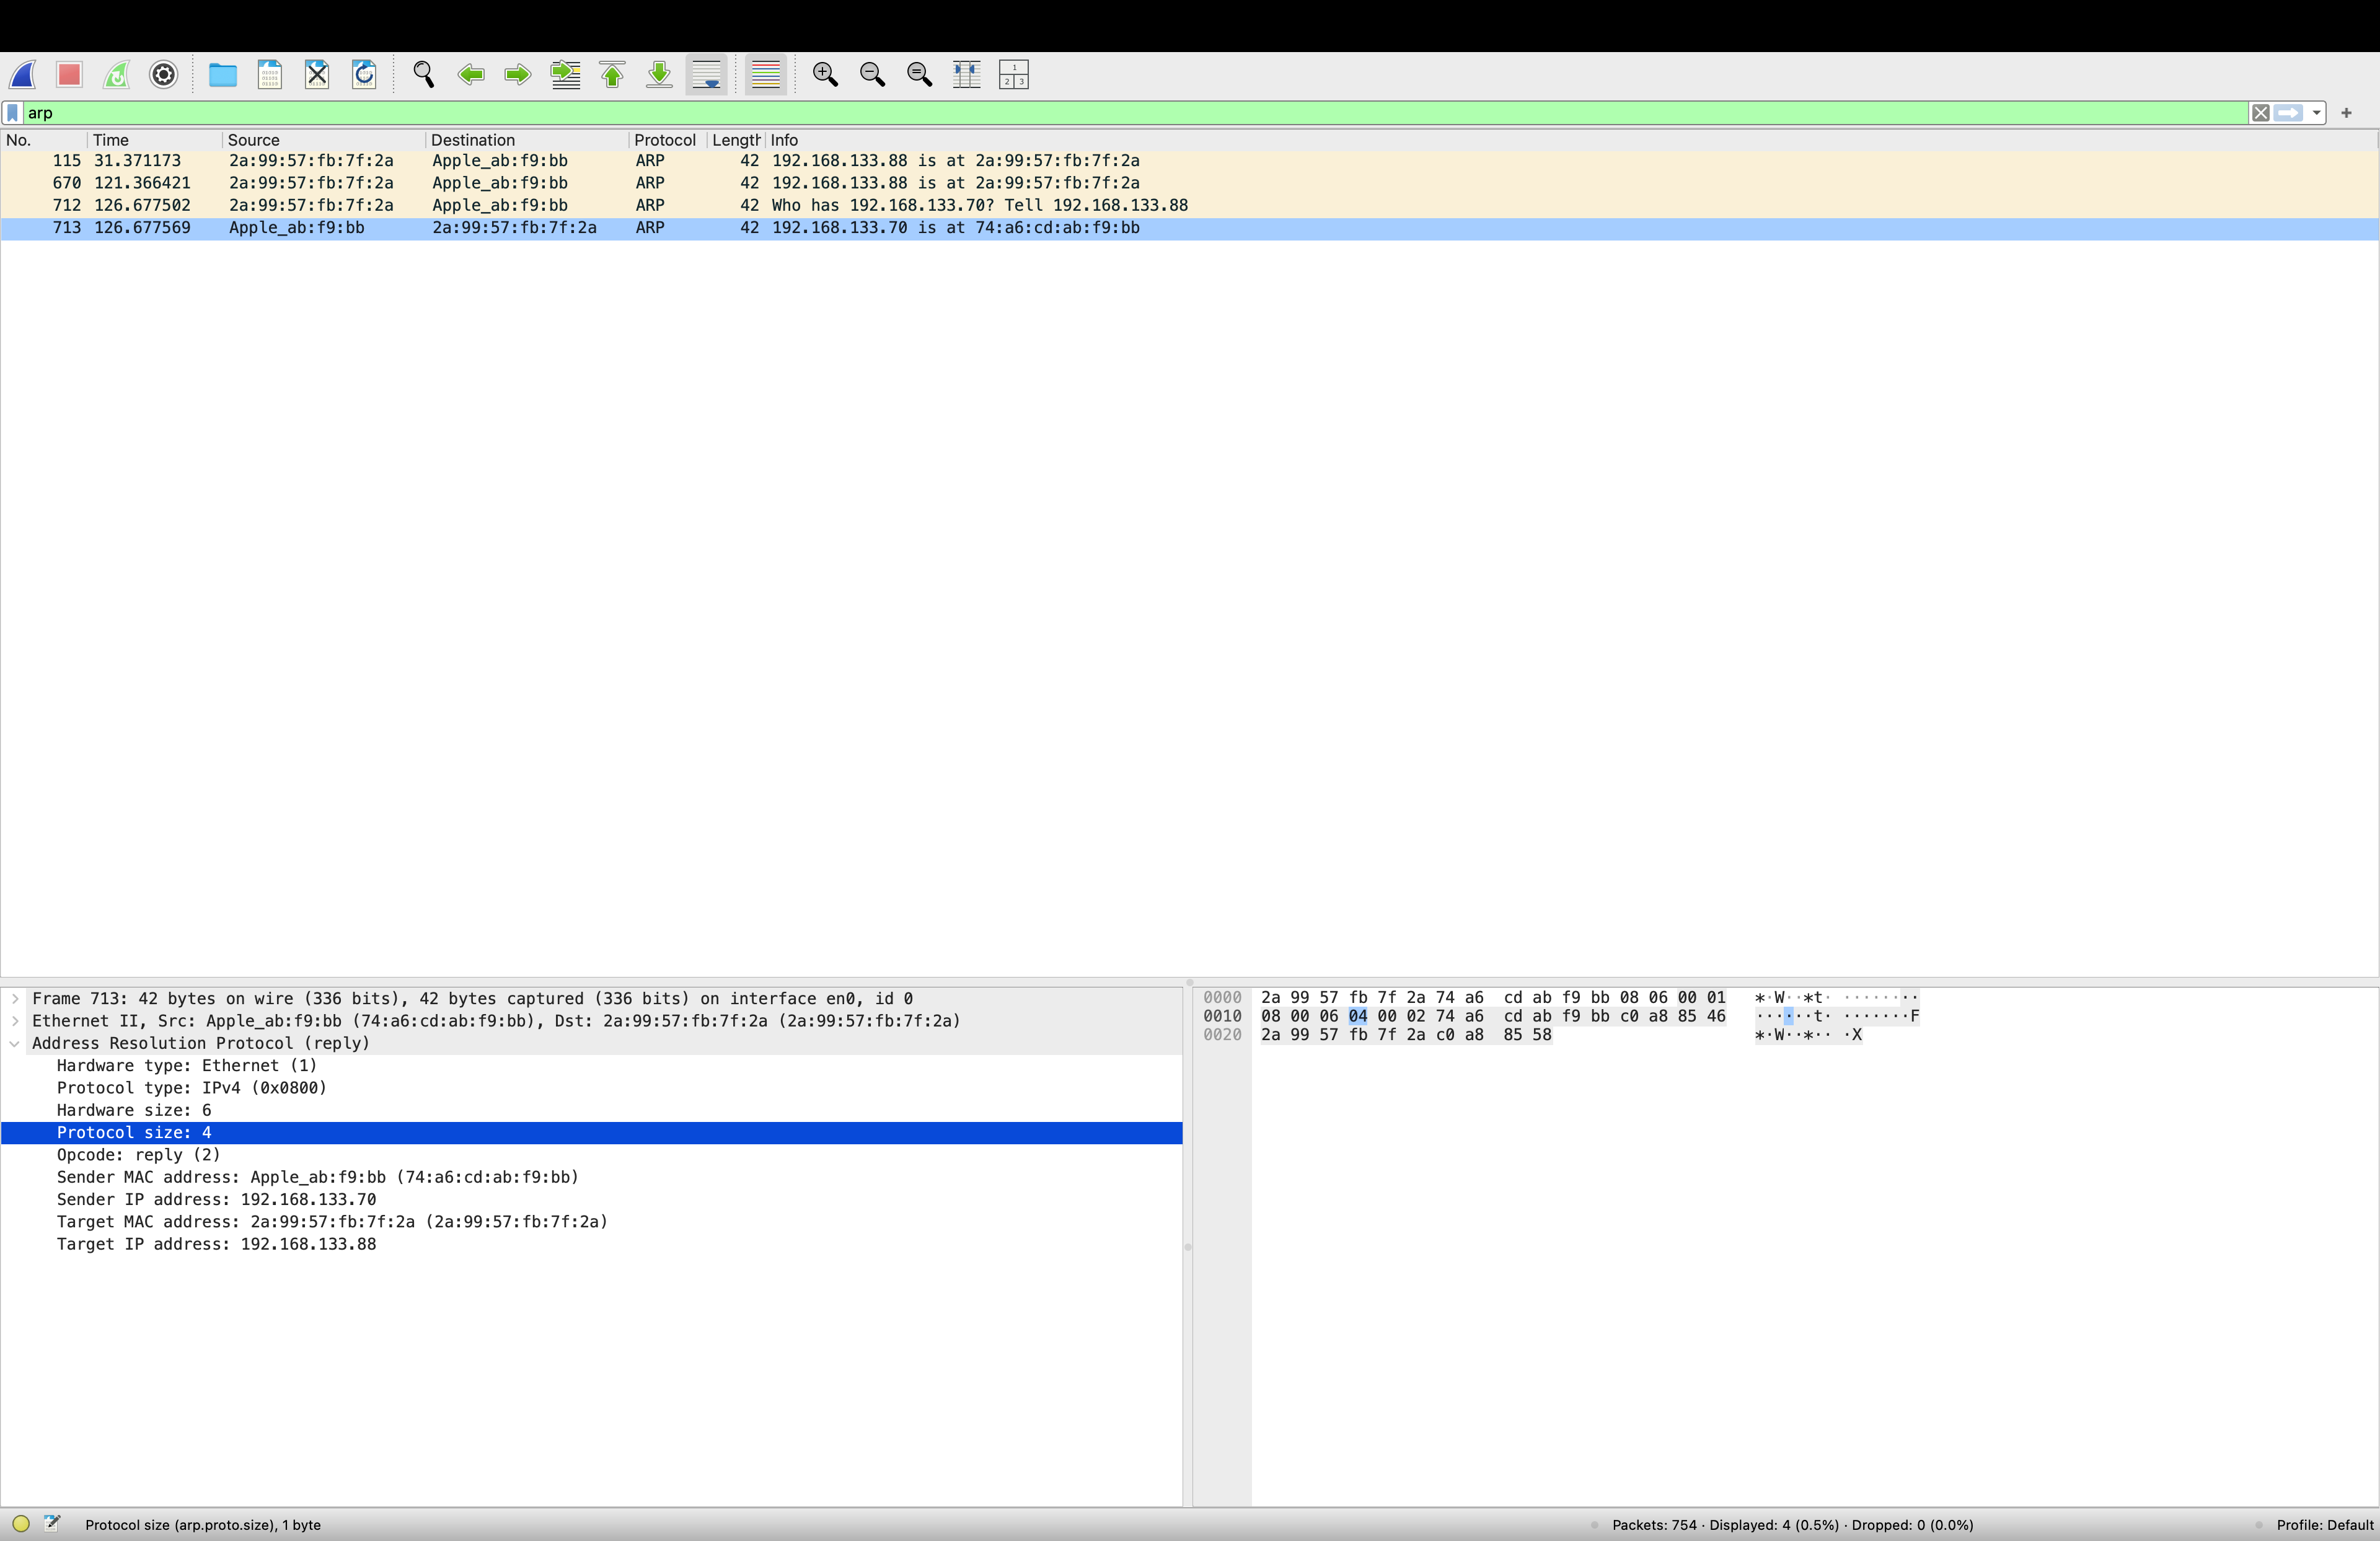 arp
No. Time Source Destination Protocol Length Info
115 31.371173 2a:99:57:fb:7f:2a Apple_ab:f9:bb ARP 42 192.168.133.88 is at 2a:99:57:fb:7f:2a
670 121.366421 2a:99:57:fb:7f:2a Apple_ab:f9:bb ARP 42 192.168.133.88 is at 2a:99:57:fb:7f:2a
712 126.677502 2a:99:57:fb:7f:2a Apple_ab:f9:bb ARP 42 Who has 192.168.133.70? Tell 192.168.133.88
713 126.677569 Apple_ab:f9:bb 2a:99:57:fb:7f:2a ARP 42 192.168.133.70 is at 74:a6:cd:ab:f9:bb
Frame 713: 42 bytes on wire (336 bits), 42 bytes captured (336 bits) on interface en0, id 0
Ethernet II, Src: Apple_ab:f9:bb (74:a6:cd:ab:f9:bb), Dst: 2a:99:57:fb:7f:2a (2a:99:57:fb:7f:2a)
Address Resolution Protocol (reply)
Hardware type: Ethernet (1)
Protocol type: IPv4 (0x0800)
Hardware size: 6
Protocol size: 4
Opcode: reply (2)
Sender MAC address: Apple_ab:f9:bb (74:a6:cd:ab:f9:bb)
Sender IP address: 192.168.133.70
Target MAC address: 2a:99:57:fb:7f:2a (2a:99:57:fb:7f:2a)
Target IP address: 192.168.133.88
0000 2a 99 57 fb 7f 2a 74 a6 cd ab f9 bb 08 06 00 01 *·W··*t· ········
0010 08 00 06 04 00 02 74 a6 cd ab f9 bb c0 a8 85 46 ······t· ·······F
0020 2a 99 57 fb 7f 2a c0 a8 85 58 *·W··*·· ·X
Protocol size (arp.proto.size), 1 byte
Packets: 754 · Displayed: 4 (0.5%) · Dropped: 0 (0.0%)
Profile: Default